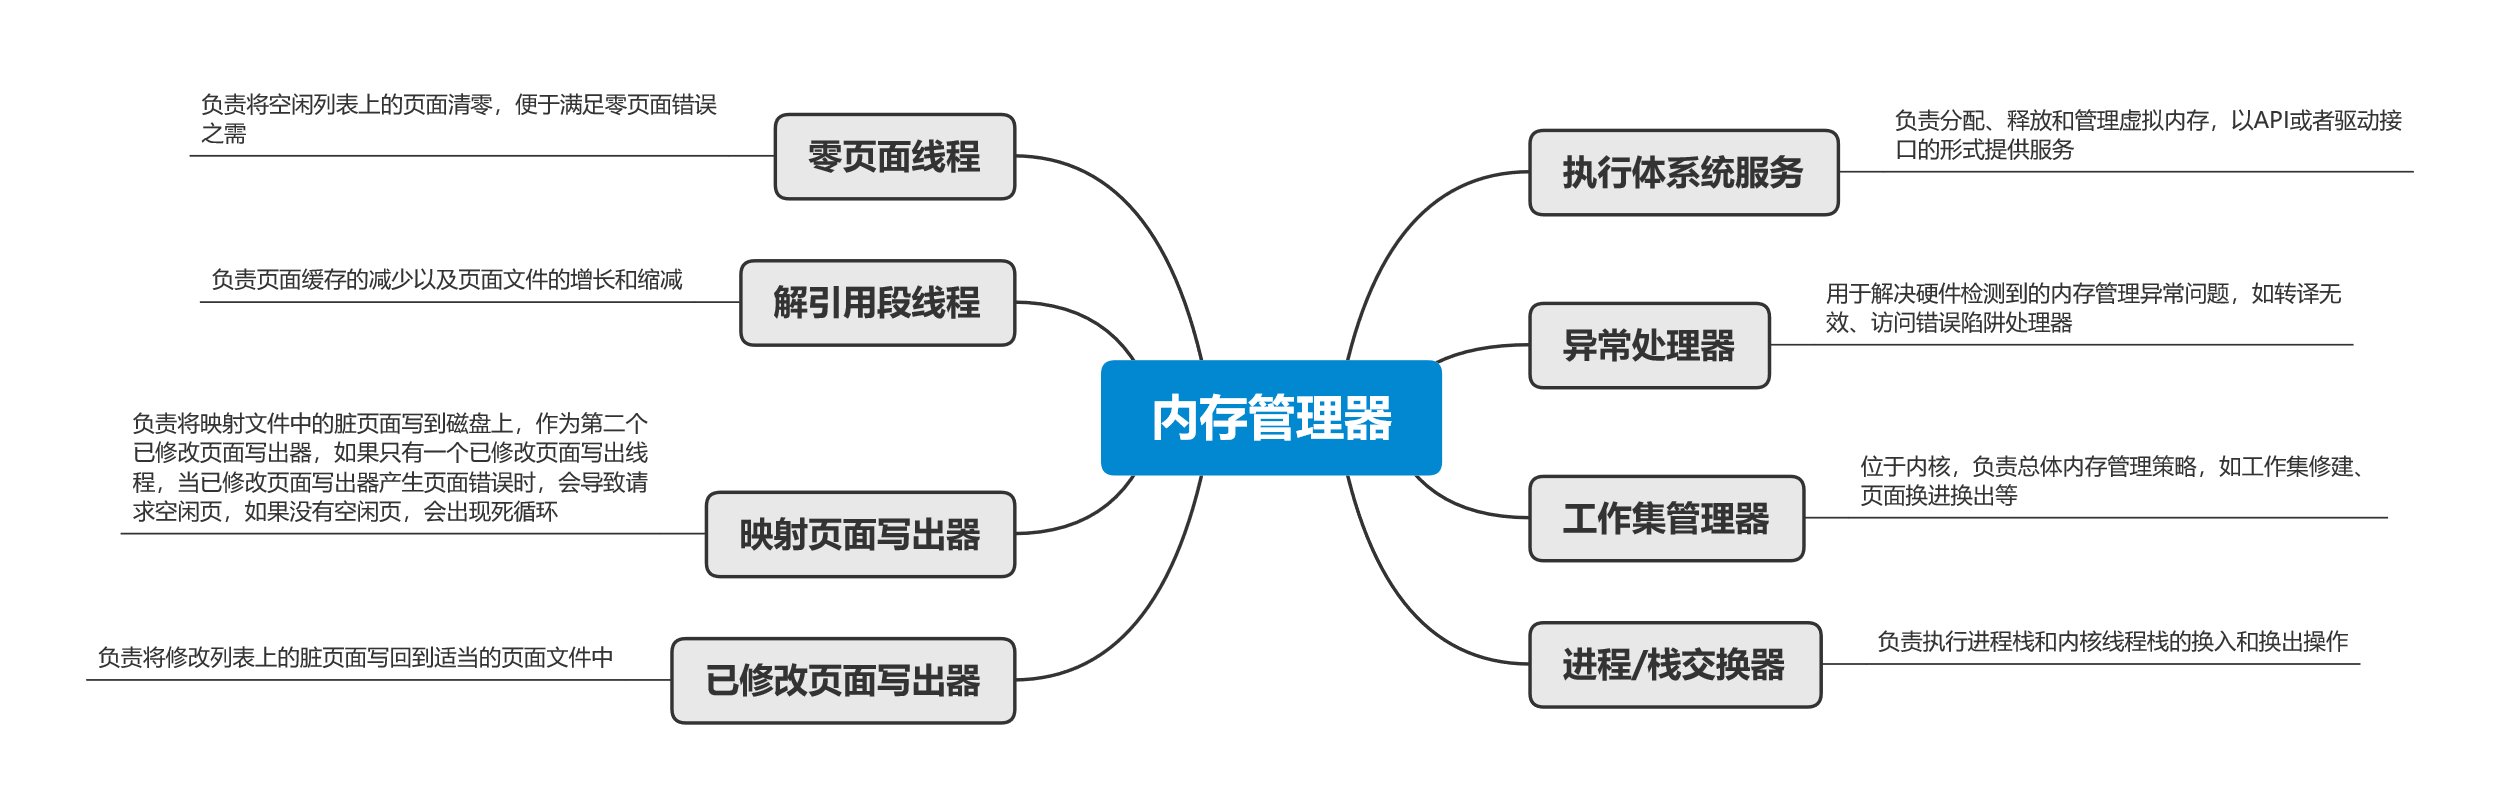 内存管理器
执行体系统服务
负责分配、释放和管理虚拟内存，以API或者驱动接
口的形式提供服务
异常处理器
用于解决硬件检测到的内存管理异常问题，如转译无
效、访问错误陷阱处理器
工作集管理器
位于内核，负责总体内存管理策略，如工作集修建、
页面换进换出等
进程/栈交换器
负责执行进程栈和内核线程栈的换入和换出操作
零页面线程
负责将空闲列表上的页面清零，便于满足零页面错误
之需
解引用段线程
负责页面缓存的减少以及页面文件的增长和缩减
映射页面写出器
负责将映射文件中的脏页面写到磁盘上，作为第二个
已修改页面写出器，如果只有一个已修改页面写出线
程，当已修改页面写出器产生页面错误时，会导致请
求空闲页，如果没有空闲页，会出现死循环
已修改页面写出器
负责将修改列表上的脏页面写回到适当的页面文件中